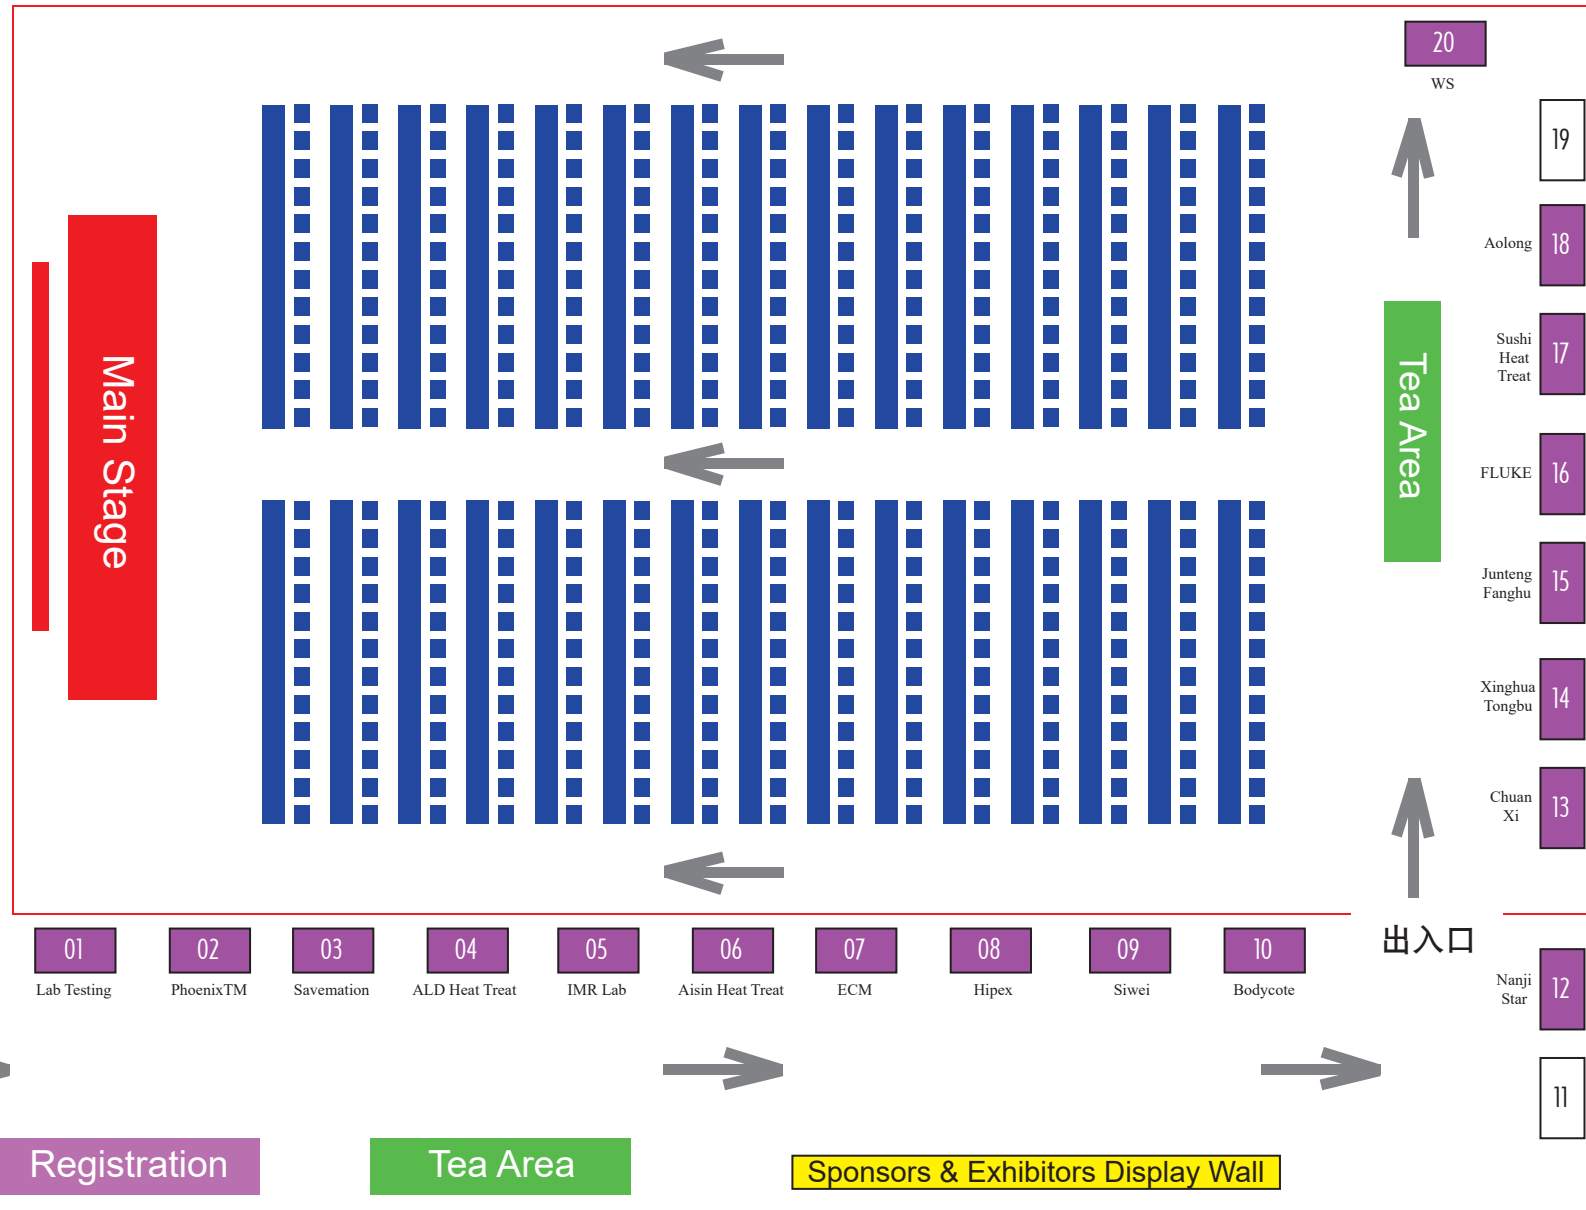 20
WS
19
Aolong
18
Sushi
Heat
Treat
17
Main Stage
Tea Area
FLUKE
16
Junteng
Fanghu
15
Xinghua
Tongbu
14
Chuan
Xi
13
01
02
03
04
05
06
07
08
09
10
出入口
Lab Testing
PhoenixTM
Savemation
ALD Heat Treat
IMR Lab
Aisin Heat Treat
ECM
Hipex
Siwei
Bodycote
Nanji
Star
12
11
Registration
Tea Area
Sponsors & Exhibitors Display Wall